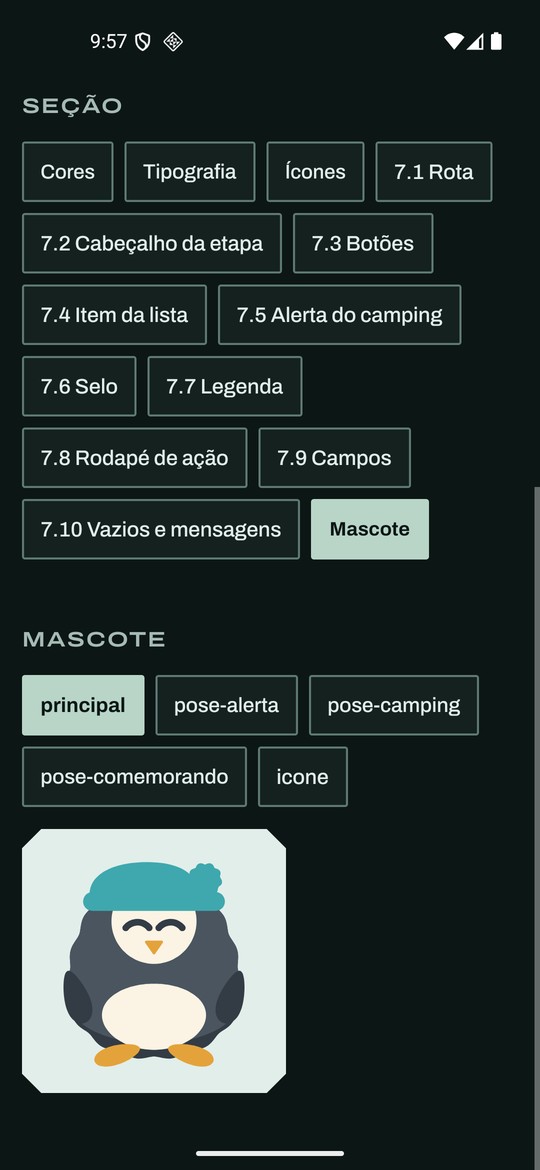 9:57
SEÇÃO
Cores Tipografia Ícones 7.1 Rota
7.2 Cabeçalho da etapa 7.3 Botões
7.4 Item da lista 7.5 Alerta do camping
7.6 Selo 7.7 Legenda
7.8 Rodapé de ação 7.9 Campos
7.10 Vazios e mensagens Mascote
MASCOTE
principal pose-alerta pose-camping
pose-comemorando icone